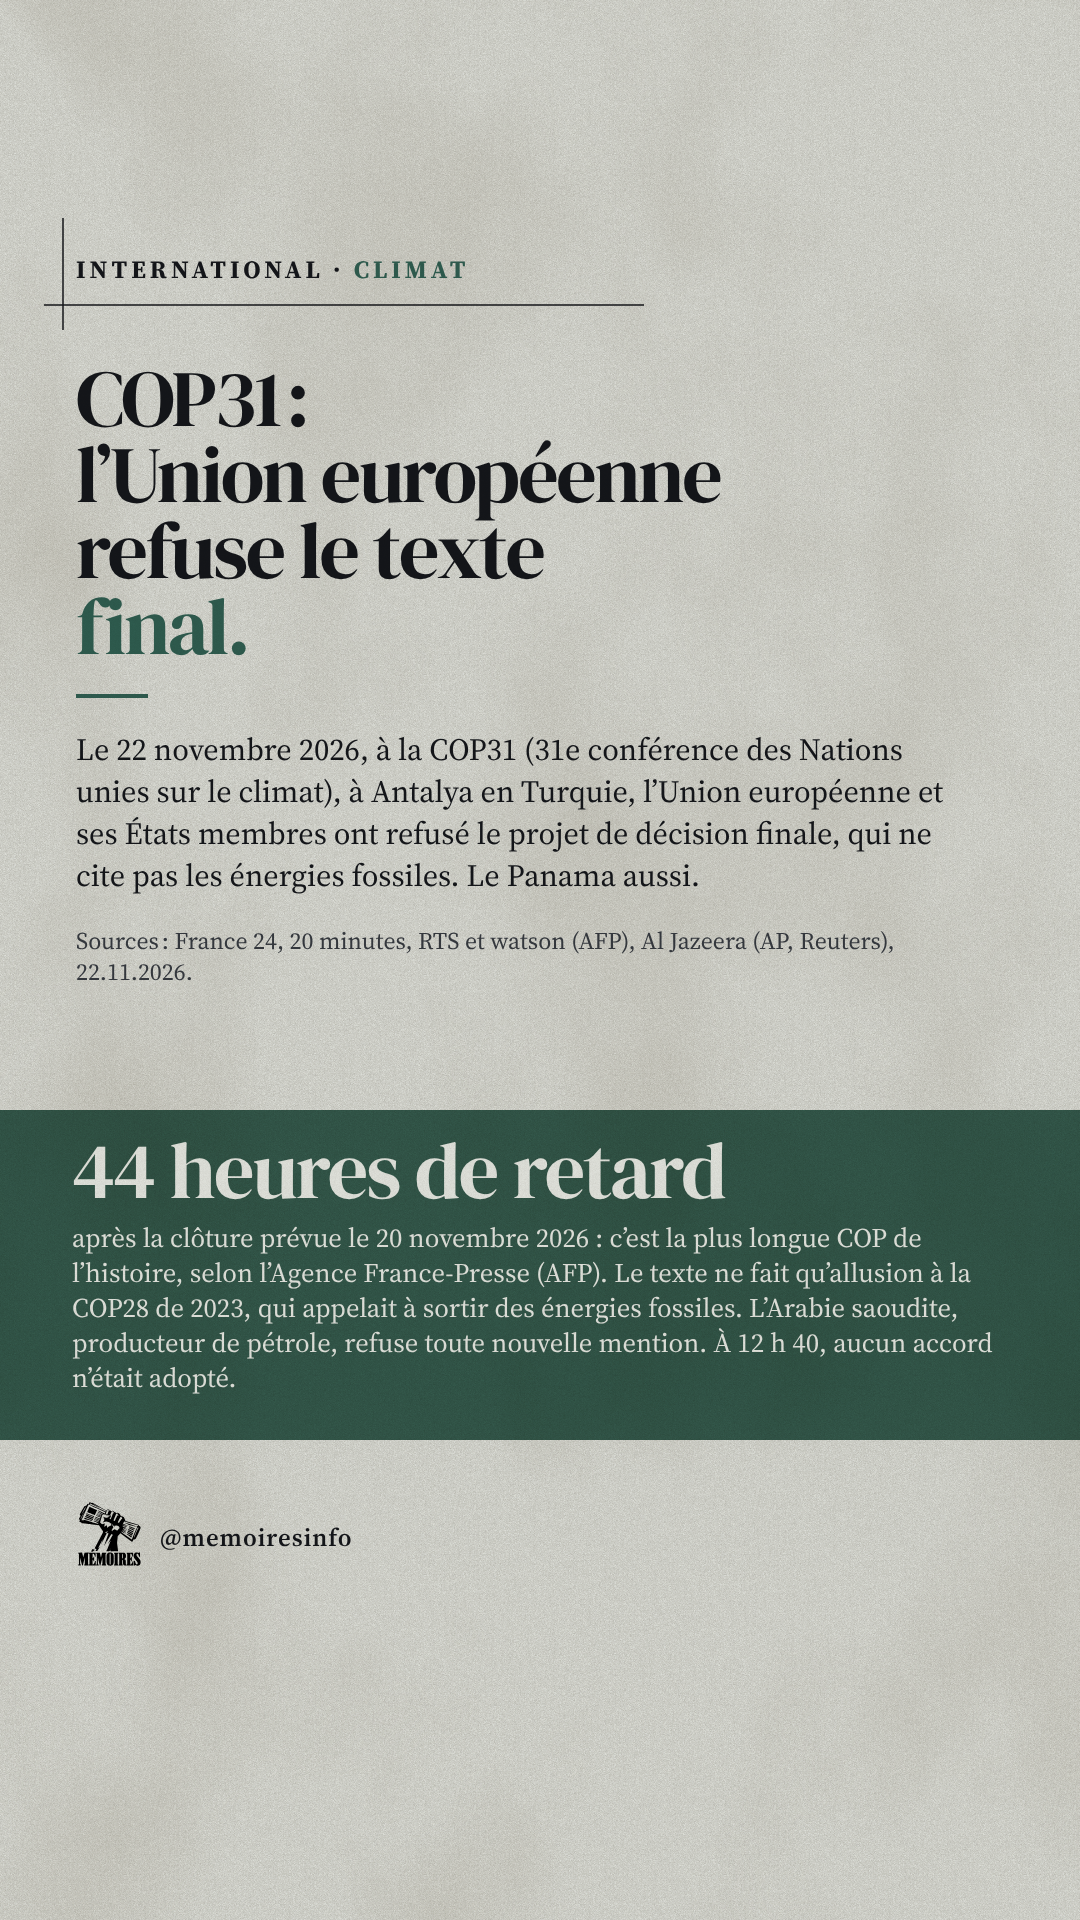 INTERNATIONAL · CLIMAT
COP31 :
l’Union européenne
refuse le texte
final.
Le 22 novembre 2026, à la COP31 (31e conférence des Nations
unies sur le climat), à Antalya en Turquie, l’Union européenne et
ses États membres ont refusé le projet de décision finale, qui ne
cite pas les énergies fossiles. Le Panama aussi.
Sources : France 24, 20 minutes, RTS et watson (AFP), Al Jazeera (AP, Reuters),
22.11.2026.
44 heures de retard
après la clôture prévue le 20 novembre 2026 : c’est la plus longue COP de
l’histoire, selon l’Agence France-Presse (AFP). Le texte ne fait qu’allusion à la
COP28 de 2023, qui appelait à sortir des énergies fossiles. L’Arabie saoudite,
producteur de pétrole, refuse toute nouvelle mention. À 12 h 40, aucun accord
n’était adopté.
MÉMOIRES
@memoiresinfo